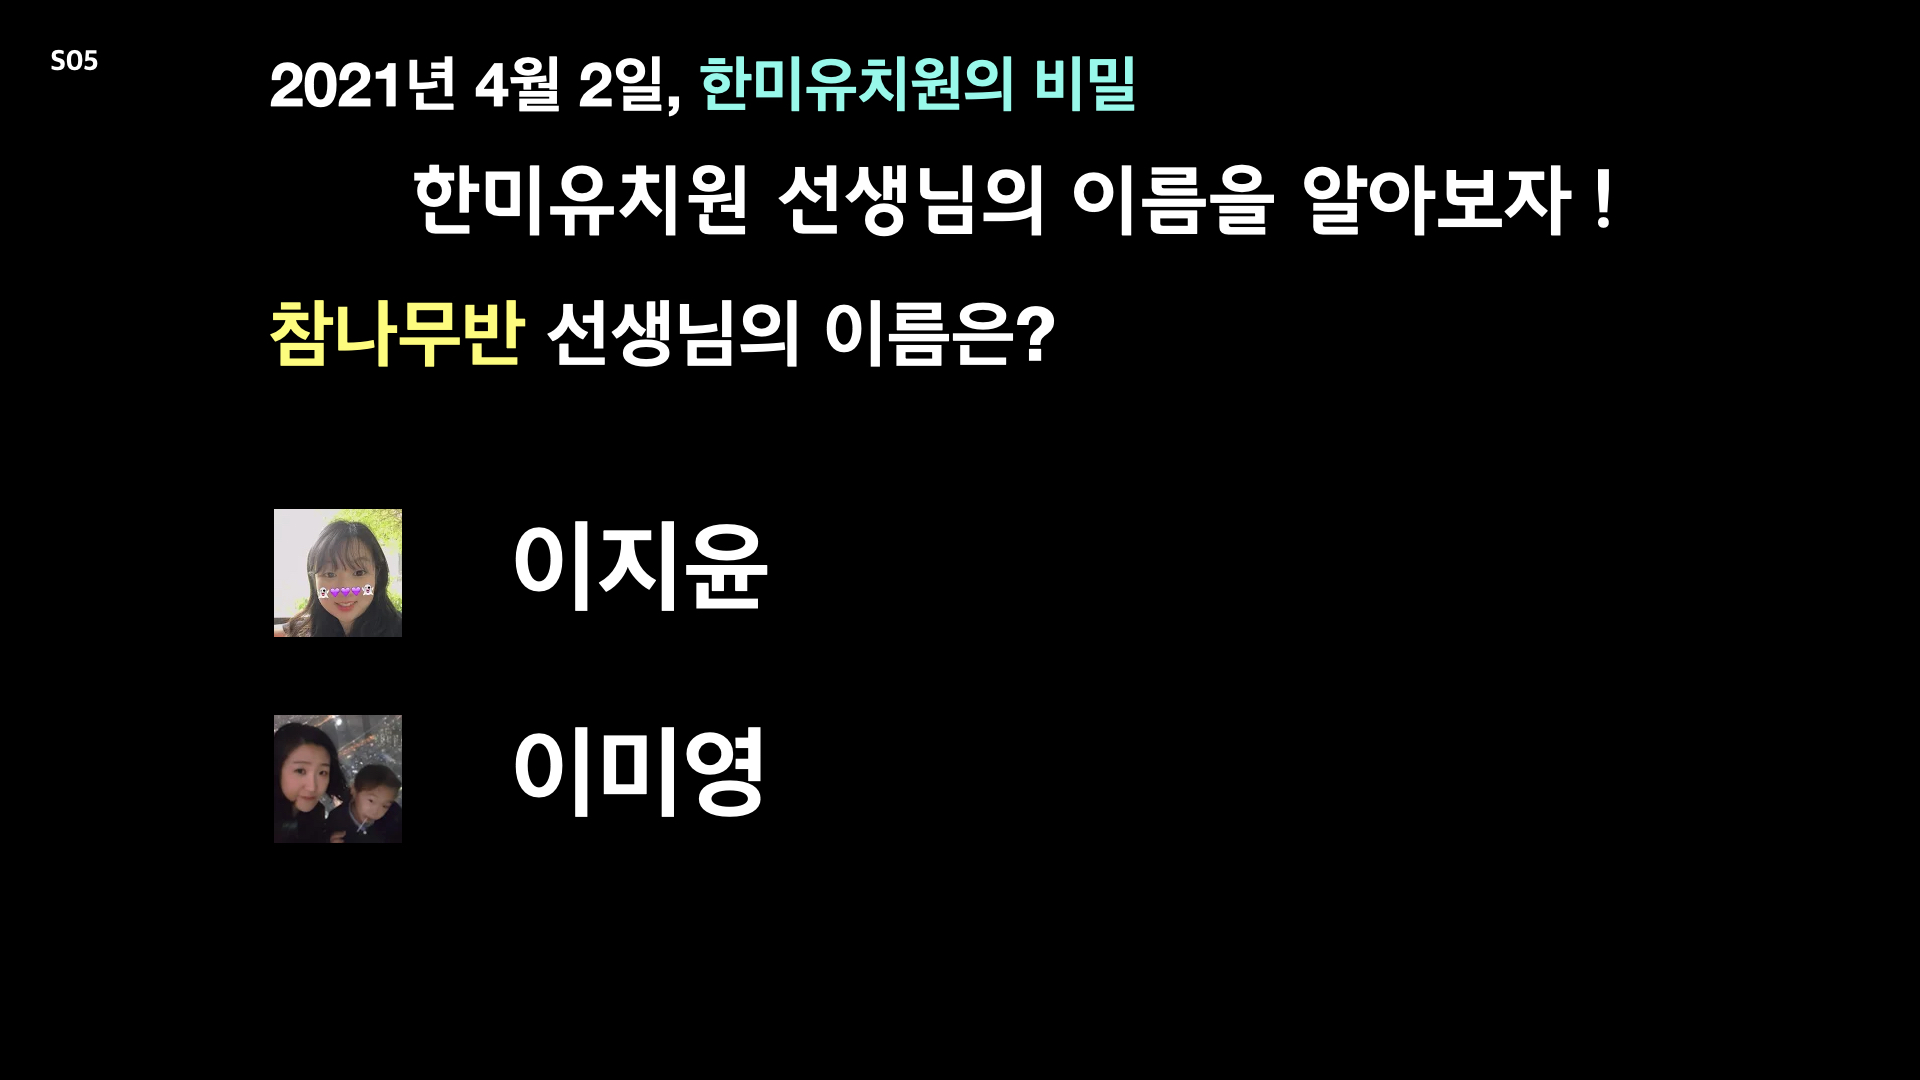 S05
2021년 4월 2일, 한미유치원의 비밀
한미유치원 선생님의 이름을 알아보자 !
참나무반 선생님의 이름은?
이지윤
이미영